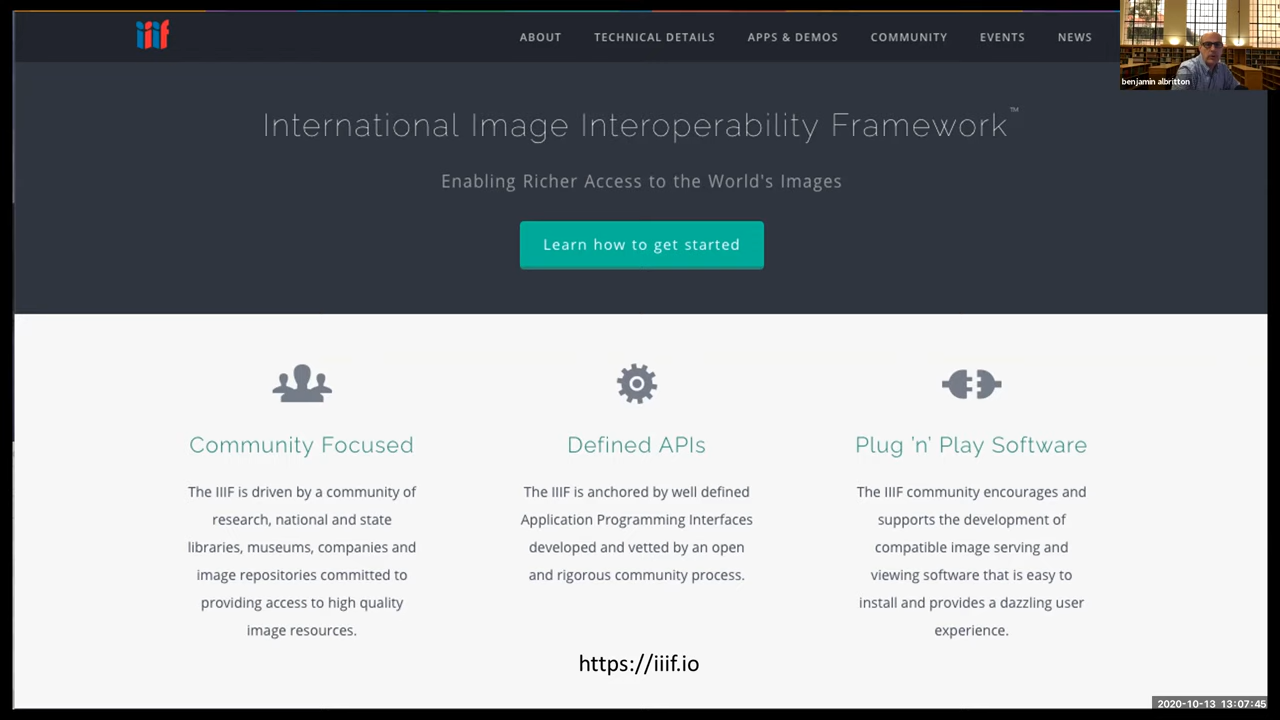 iiif
ABOUT TECHNICAL DETAILS APPS & DEMOS COMMUNITY EVENTS NEWS
benjamin albritton
International Image Interoperability Framework™
Enabling Richer Access to the World's Images
Learn how to get started
Community Focused
The IIIF is driven by a community of
research, national and state
libraries, museums, companies and
image repositories committed to
providing access to high quality
image resources.
Defined APIs
The IIIF is anchored by well defined
Application Programming Interfaces
developed and vetted by an open
and rigorous community process.
Plug 'n' Play Software
The IIIF community encourages and
supports the development of
compatible image serving and
viewing software that is easy to
install and provides a dazzling user
experience.
https://iiif.io
2020-10-13 13:07:45